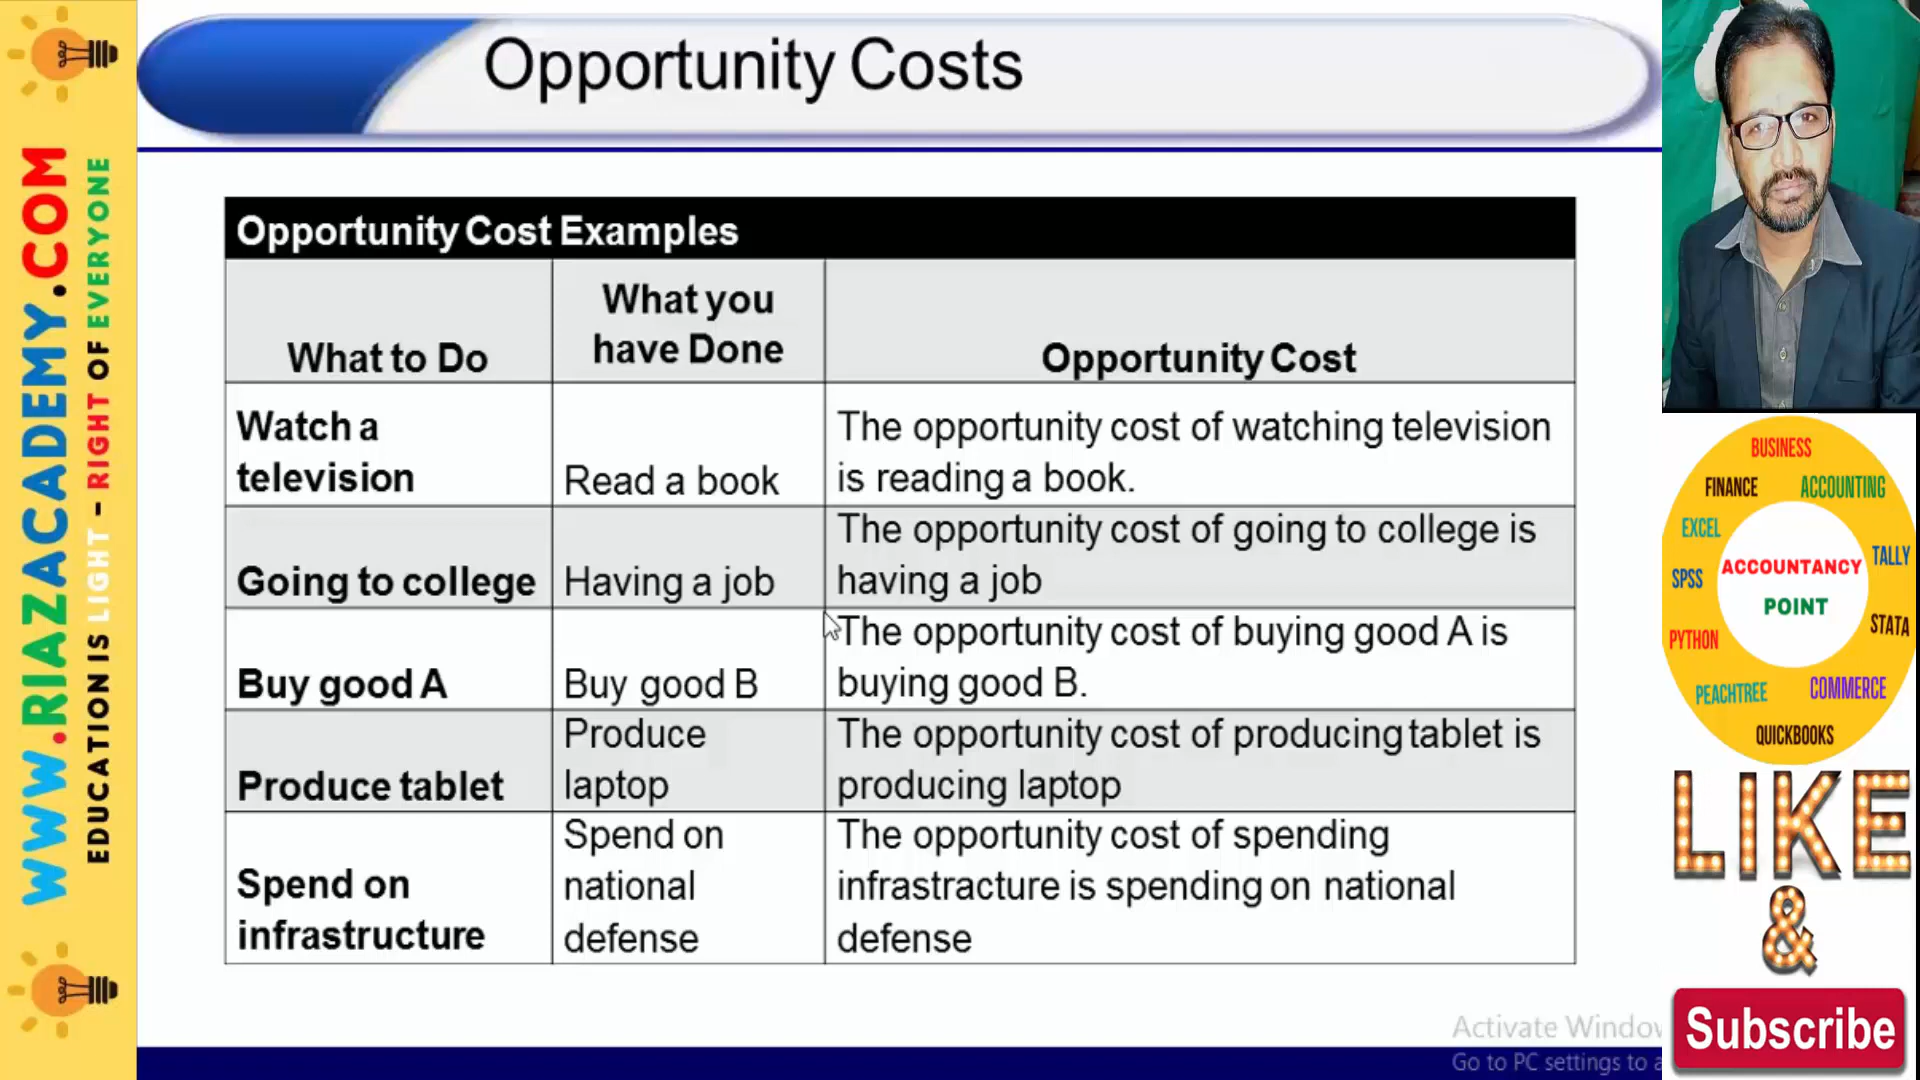 WWW.RIAZACADEMY.COM
EDUCATION IS LIGHT – RIGHT OF EVERYONE
Opportunity Costs
Opportunity Cost Examples
What to Do
What you
have Done
Opportunity Cost
Watch a
television
Read a book
The opportunity cost of watching television
is reading a book.
Going to college
Having a job
The opportunity cost of going to college is
having a job
Buy good A
Buy good B
The opportunity cost of buying good A is
buying good B.
Produce tablet
Produce
laptop
The opportunity cost of producing tablet is
producing laptop
Spend on
infrastructure
Spend on
national
defense
The opportunity cost of spending
infrastracture is spending on national
defense
BUSINESS
FINANCE
ACCOUNTING
EXCEL
TALLY
SPSS
ACCOUNTANCY
POINT
STATA
PYTHON
PEACHTREE
COMMERCE
QUICKBOOKS
LIKE
&
Subscribe
Activate Window
Go to PC settings to a